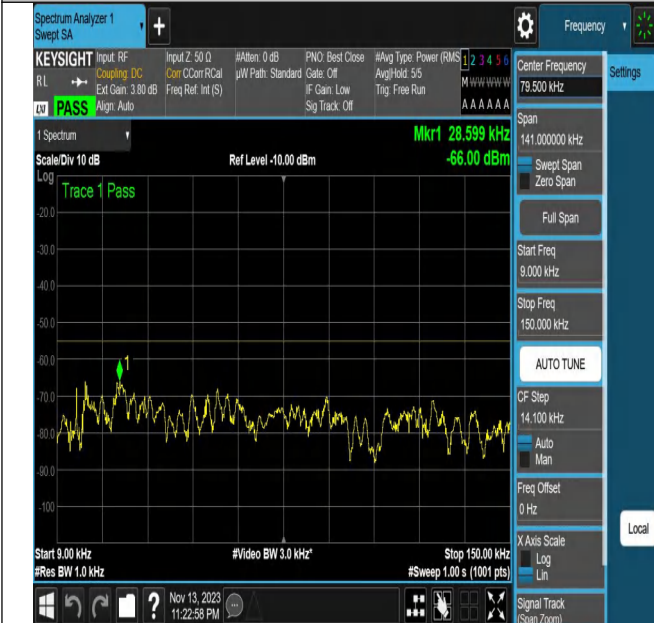 Spectrum Analyzer 1
Swept SA
+
Frequency
KEYSIGHT
Input: RF
Coupling: DC
Ext Gain: 3.80 dB
Align: Auto
Input Z: 50 Ω
Corr CCorr RCal
Freq Ref: Int (S)
#Atten: 0 dB
µW Path: Standard
PNO: Best Close
Gate: Off
IF Gain: Low
Sig Track: Off
#Avg Type: Power (RMS
Avg|Hold: 5/5
Trig: Free Run
1 2 3 4 5 6
M W W W W W
A A A A A A
RL
LXI
PASS
1 Spectrum
Scale/Div 10 dB
Ref Level -10.00 dBm
Mkr1 28.599 kHz
-66.00 dBm
Log
Trace 1 Pass
-20.0
-30.0
-40.0
-50.0
-60.0
1
-70.0
-80.0
-90.0
-100
Start 9.00 kHz
#Video BW 3.0 kHz*
Stop 150.00 kHz
#Res BW 1.0 kHz
#Sweep 1.00 s (1001 pts)
?
Nov 13, 2023
11:22:58 PM
Center Frequency
79.500 kHz
Settings
Span
141.000000 kHz
Swept Span
Zero Span
Full Span
Start Freq
9.000 kHz
Stop Freq
150.000 kHz
AUTO TUNE
CF Step
14.100 kHz
Auto
Man
Freq Offset
0 Hz
Local
X Axis Scale
Log
Lin
Signal Track
(Span Zoom)